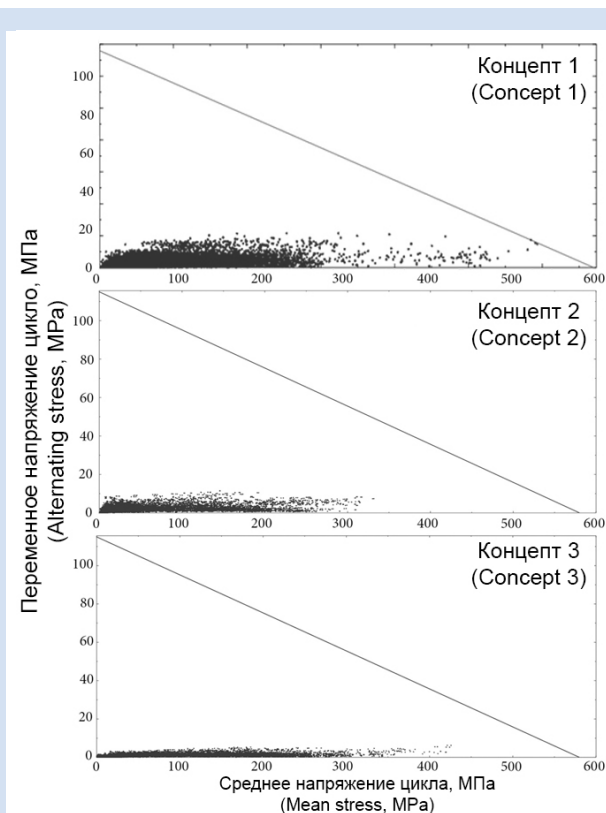 Переменное напряжение цикло, МПа
(Alternating stress, MPa)
Концепт 1
(Concept 1)
100
80
60
40
20
0
0 100 200 300 400 500 600
Концепт 2
(Concept 2)
100
80
60
40
20
0
0 100 200 300 400 500 600
Концепт 3
(Concept 3)
100
80
60
40
20
0
0 100 200 300 400 500 600
Среднее напряжение цикла, МПа
(Mean stress, MPa)